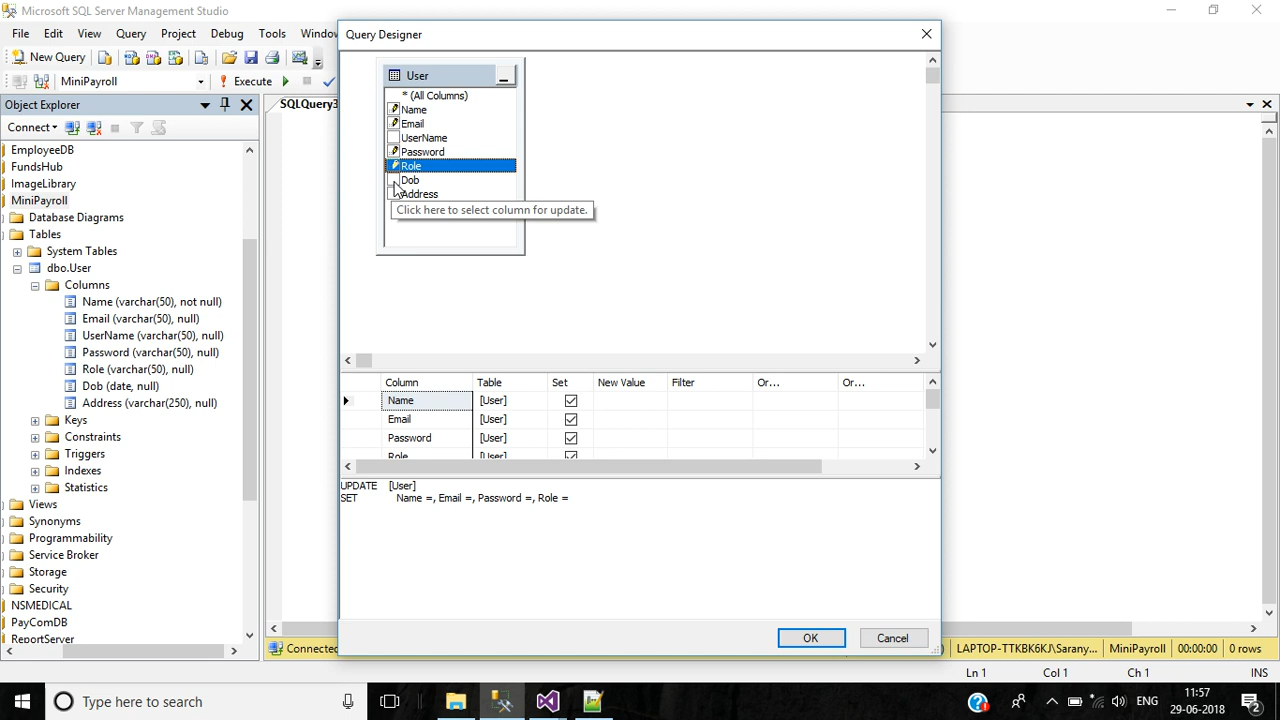 Microsoft SQL Server Management Studio
File Edit View Query Project Debug Tools Window
New Query
MiniPayroll Execute
Object Explorer
Connect
EmployeeDB
FundsHub
ImageLibrary
MiniPayroll
Database Diagrams
Tables
System Tables
dbo.User
Columns
Name (varchar(50), not null)
Email (varchar(50), null)
UserName (varchar(50), null)
Password (varchar(50), null)
Role (varchar(50), null)
Dob (date, null)
Address (varchar(250), null)
Keys
Constraints
Triggers
Indexes
Statistics
Views
Synonyms
Programmability
Service Broker
Storage
Security
NSMEDICAL
PayComDB
ReportServer
SQLQuery3
Query Designer
User
* (All Columns)
Name
Email
UserName
Password
Role
Dob
Address
Click here to select column for update.
Column Table Set New Value Filter Or... Or...
Name [User]
Email [User]
Password [User]
Role [User]
UPDATE [User]
SET Name =, Email =, Password =, Role =
OK Cancel
Connected LAPTOP-TTKBK6KJ\Sarany... MiniPayroll 00:00:00 0 rows
Ln 1 Col 1 Ch 1 INS
Type here to search
ENG
11:57
29-06-2018
2